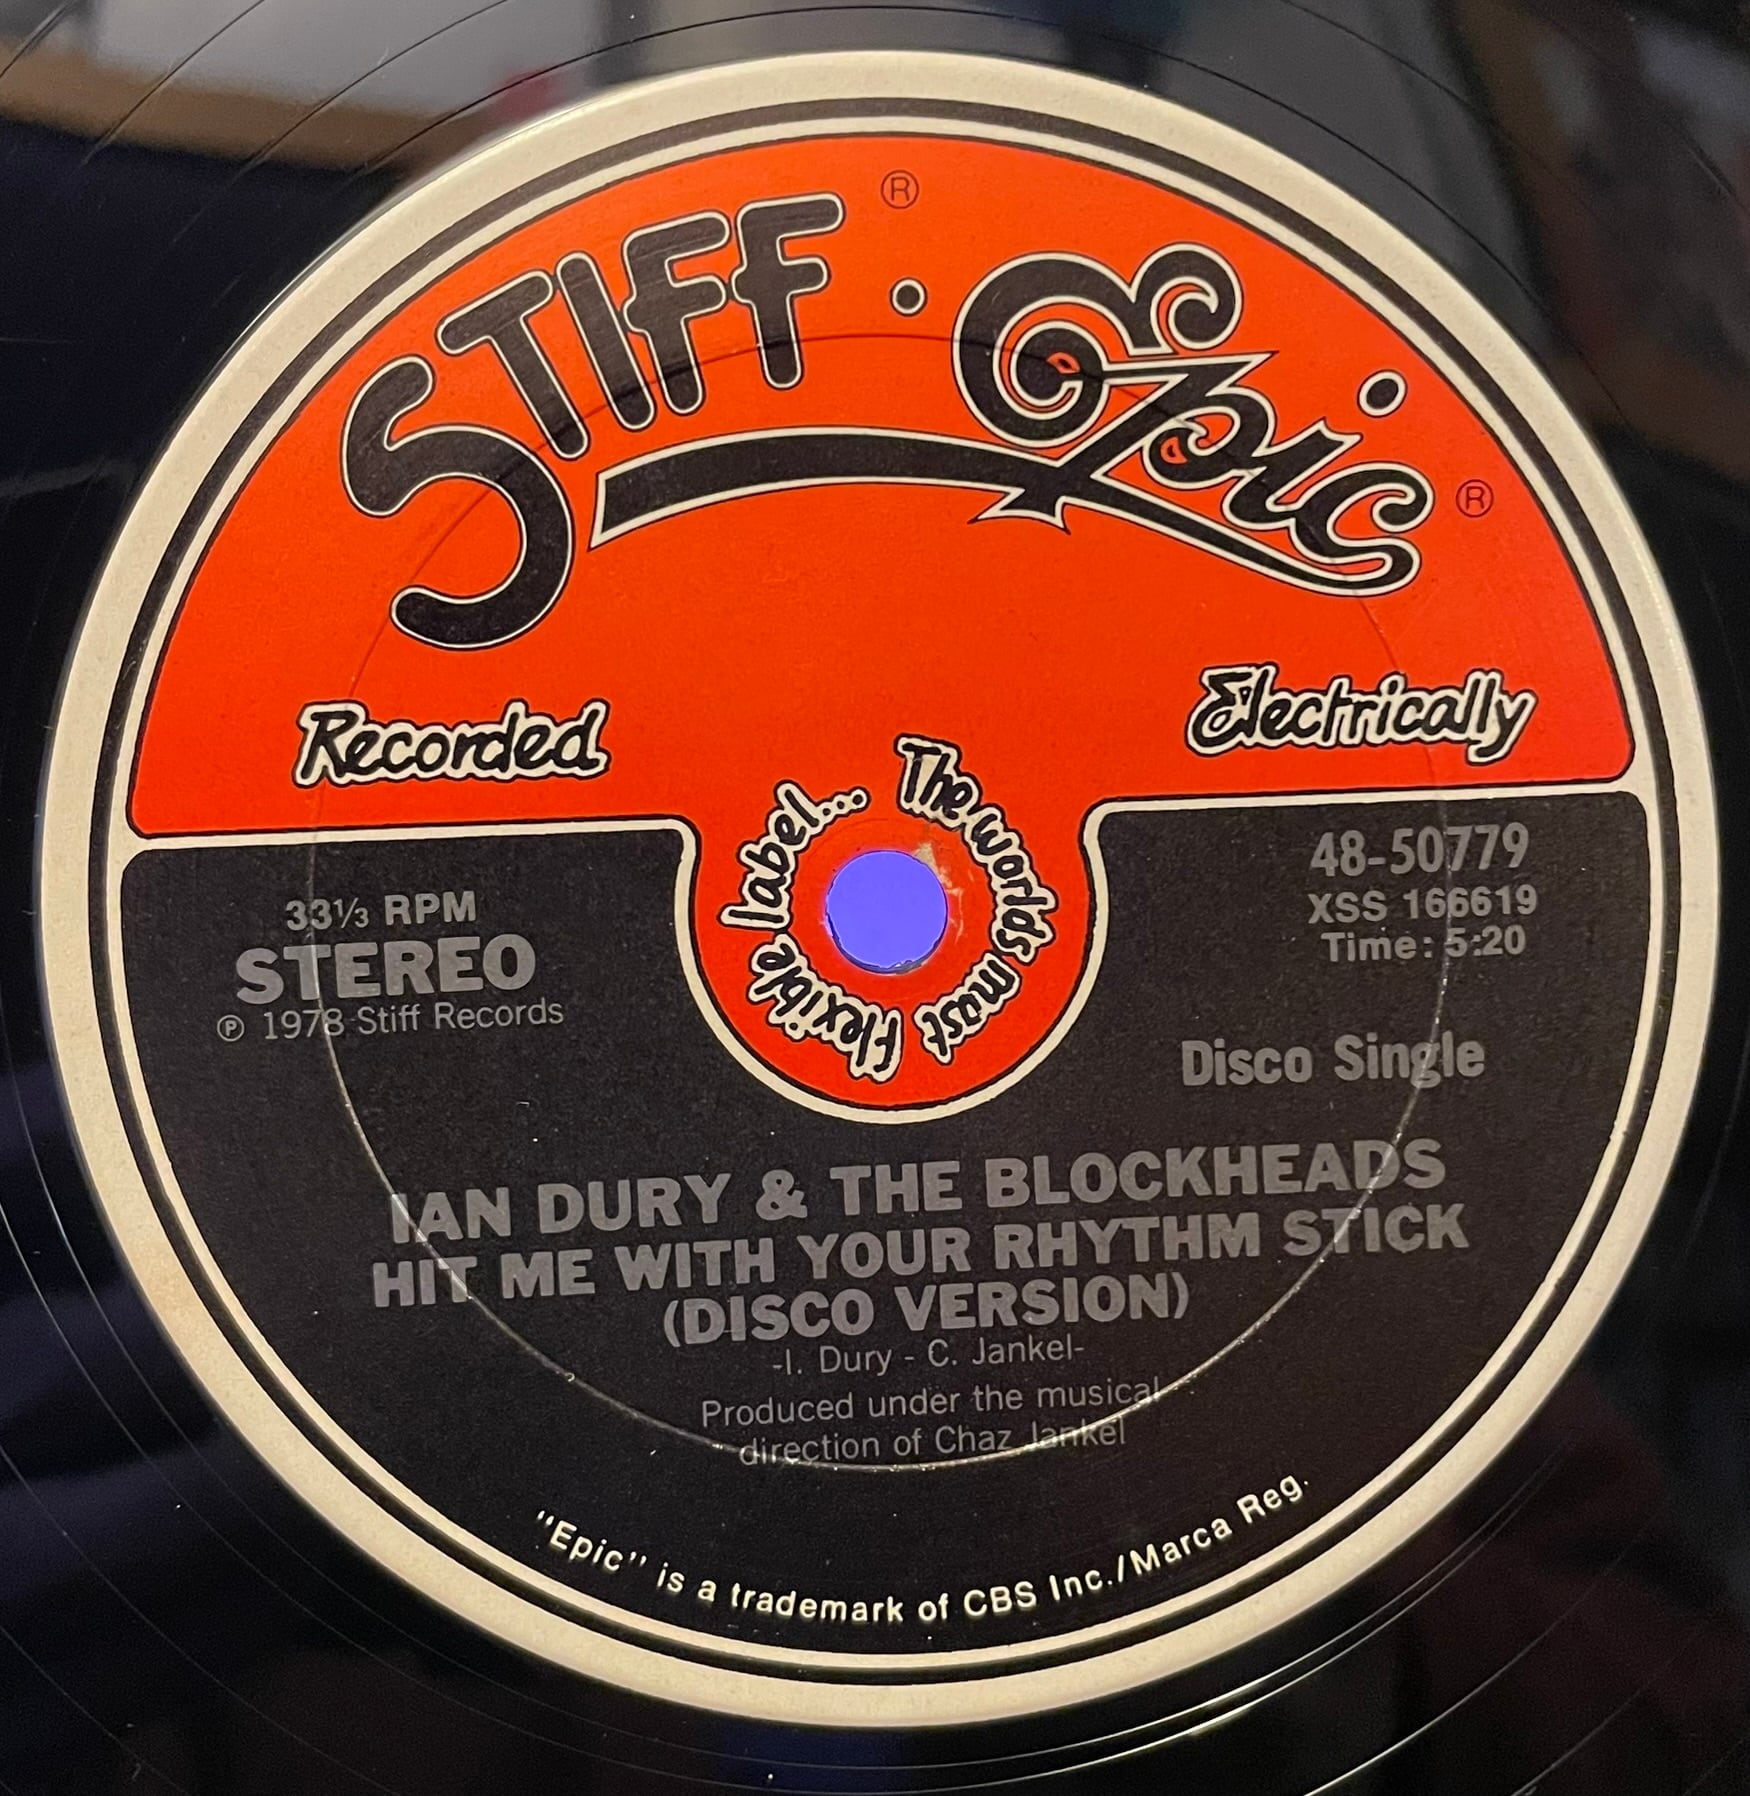 STIFF ® · Epic ®
Recorded
Electrically
The worlds most flexible label...
33⅓ RPM
STEREO
℗ 1978 Stiff Records
48-50779
XSS 166619
Time: 5:20
Disco Single
IAN DURY & THE BLOCKHEADS
HIT ME WITH YOUR RHYTHM STICK
(DISCO VERSION)
-I. Dury - C. Jankel-
Produced under the musical
direction of Chaz Jankel
"Epic" is a trademark of CBS Inc./Marca Reg.